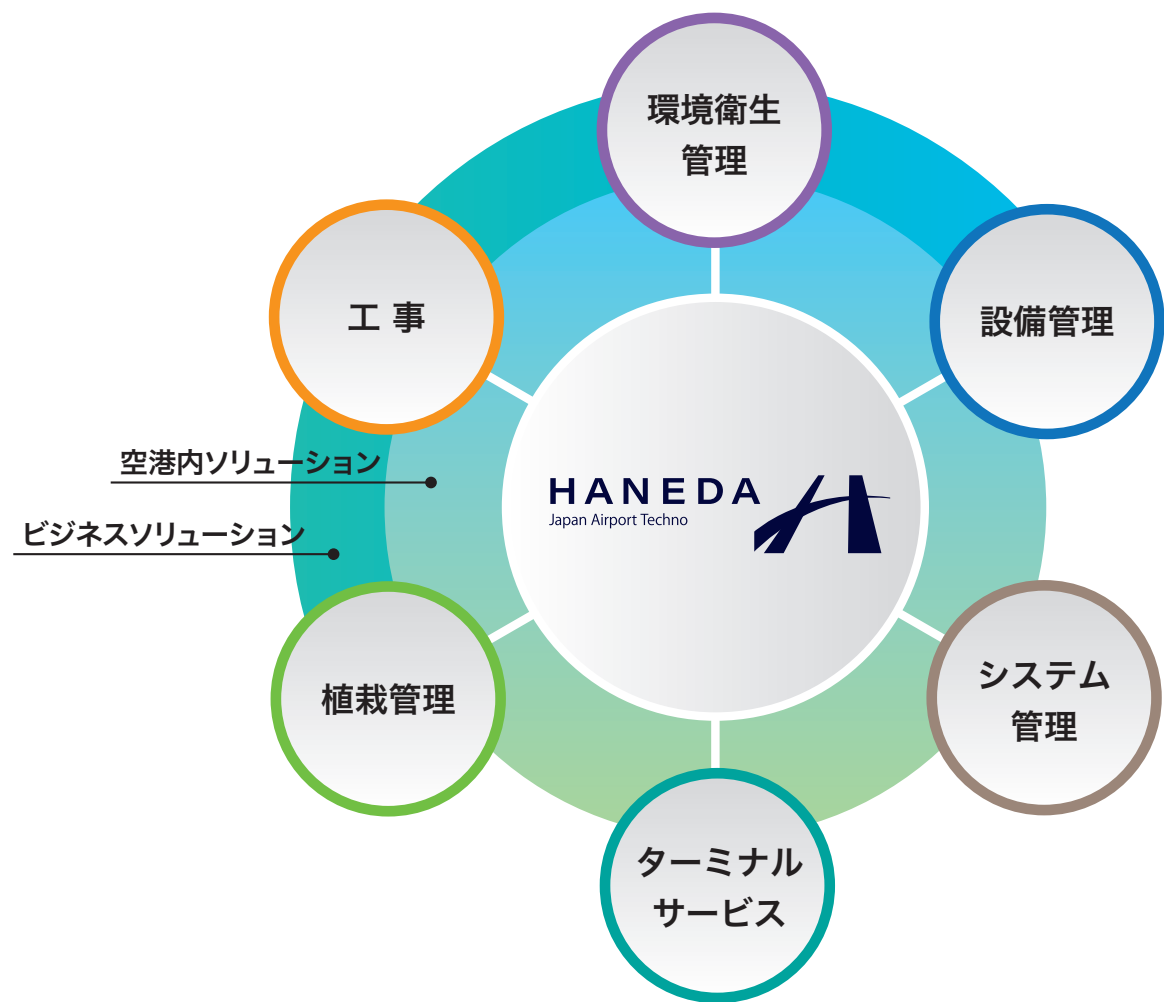 環境衛生
管理
工 事
設備管理
空港内ソリューション
HANEDA
Japan Airport Techno
ビジネスソリューション
植栽管理
システム
管理
ターミナル
サービス